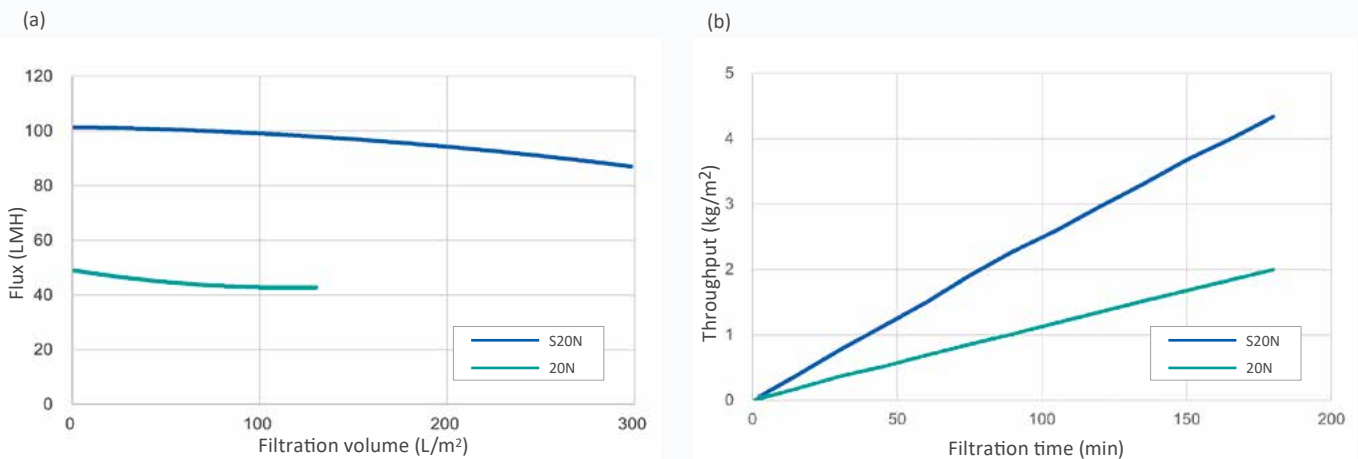 (a)
120
100
80
60
40
20
0
Flux (LMH)
0 100 200 300
Filtration volume (L/m²)
S20N
20N
(b)
5
4
3
2
1
0
Throughput (kg/m²)
0 50 100 150 200
Filtration time (min)
S20N
20N